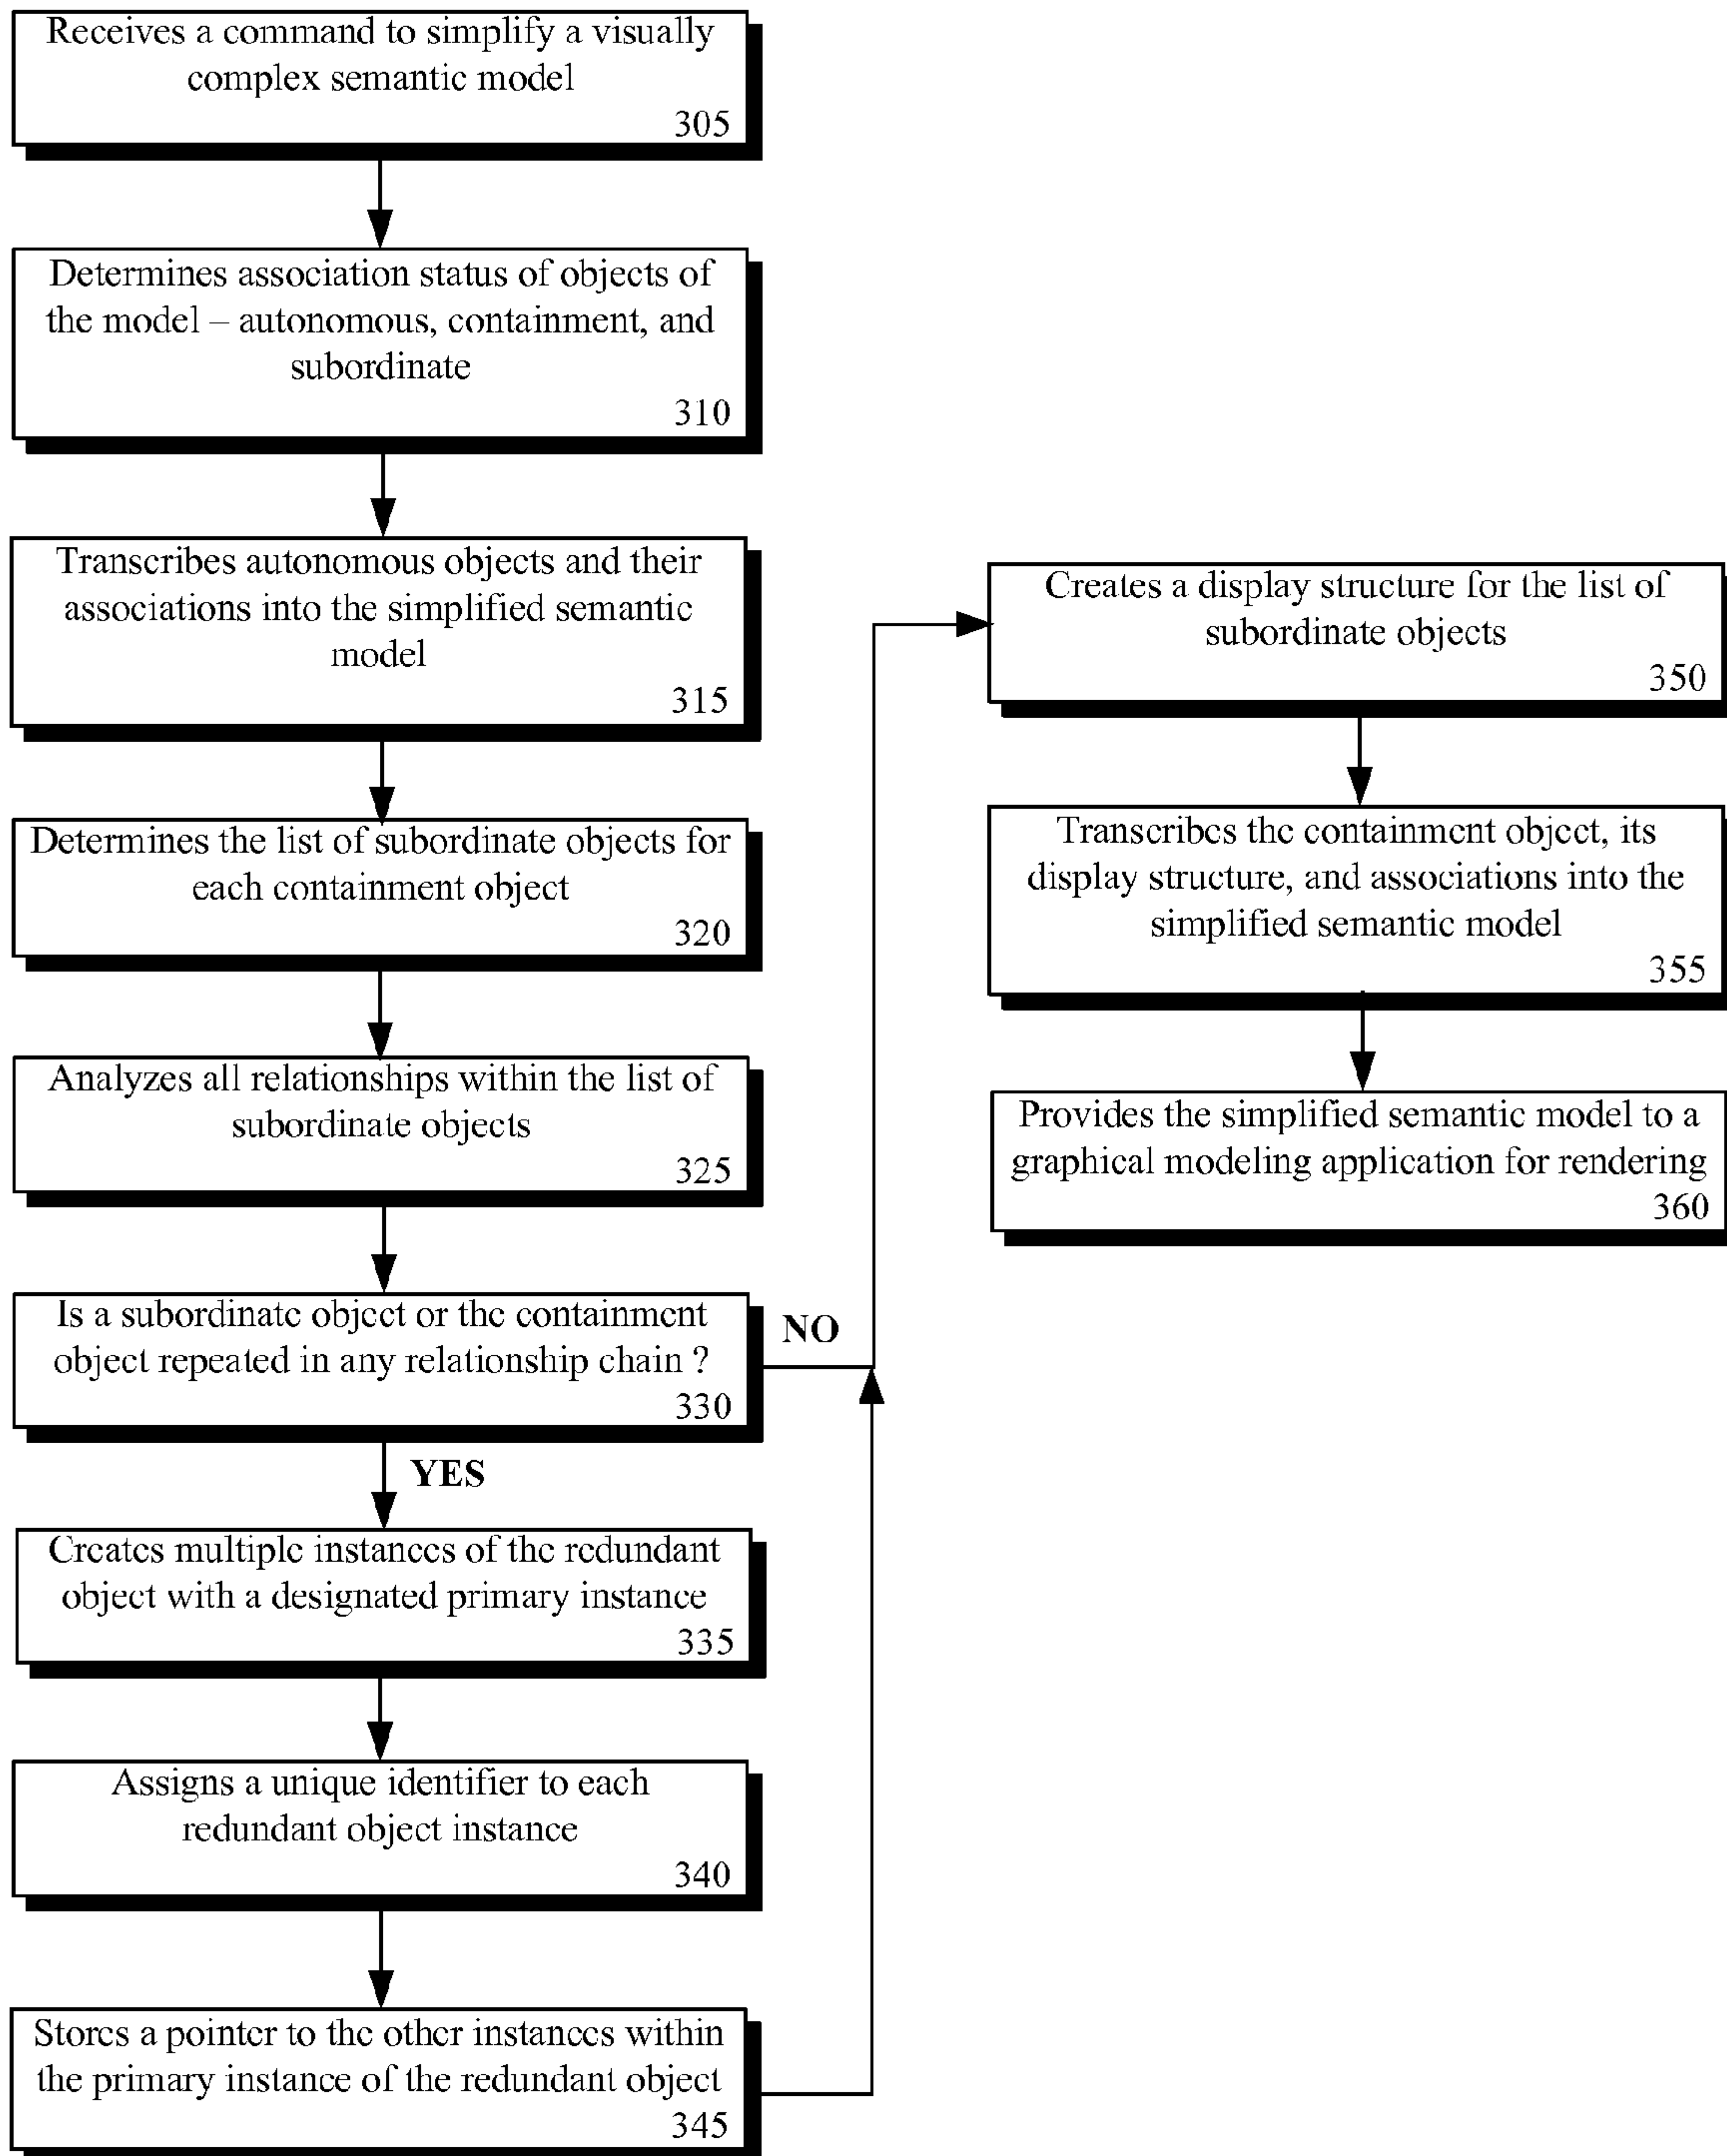 Receives a command to simplify a visually
complex semantic model
305
Determines association status of objects of
the model – autonomous, containment, and
subordinate
310
Transcribes autonomous objects and their
associations into the simplified semantic
model
315
Determines the list of subordinate objects for
each containment object
320
Analyzes all relationships within the list of
subordinate objects
325
Is a subordinate object or the containment
object repeated in any relationship chain ?
330
NO
YES
Creates multiple instances of the redundant
object with a designated primary instance
335
Assigns a unique identifier to each
redundant object instance
340
Stores a pointer to the other instances within
the primary instance of the redundant object
345
Creates a display structure for the list of
subordinate objects
350
Transcribes the containment object, its
display structure, and associations into the
simplified semantic model
355
Provides the simplified semantic model to a
graphical modeling application for rendering
360